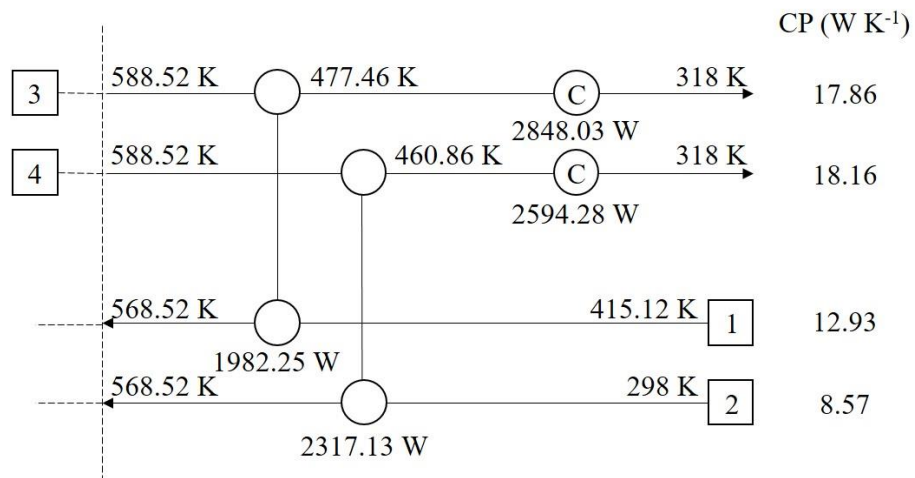 CP (W K⁻¹)
3 588.52 K 477.46 K C 318 K 17.86
2848.03 W
4 588.52 K 460.86 K C 318 K 18.16
2594.28 W
568.52 K 415.12 K 1 12.93
1982.25 W
568.52 K 298 K 2 8.57
2317.13 W